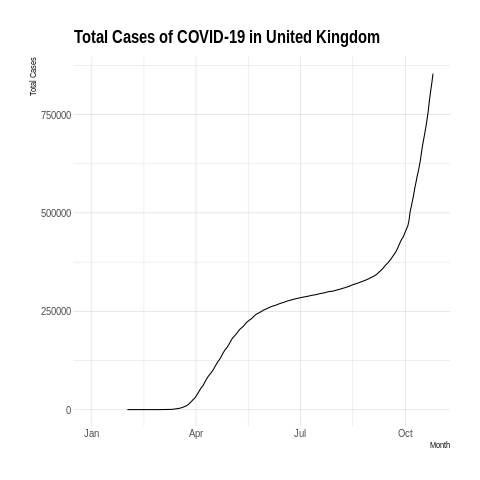 Total Cases of COVID-19 in United Kingdom
Total Cases
750000
500000
250000
0
Jan Apr Jul Oct
Month